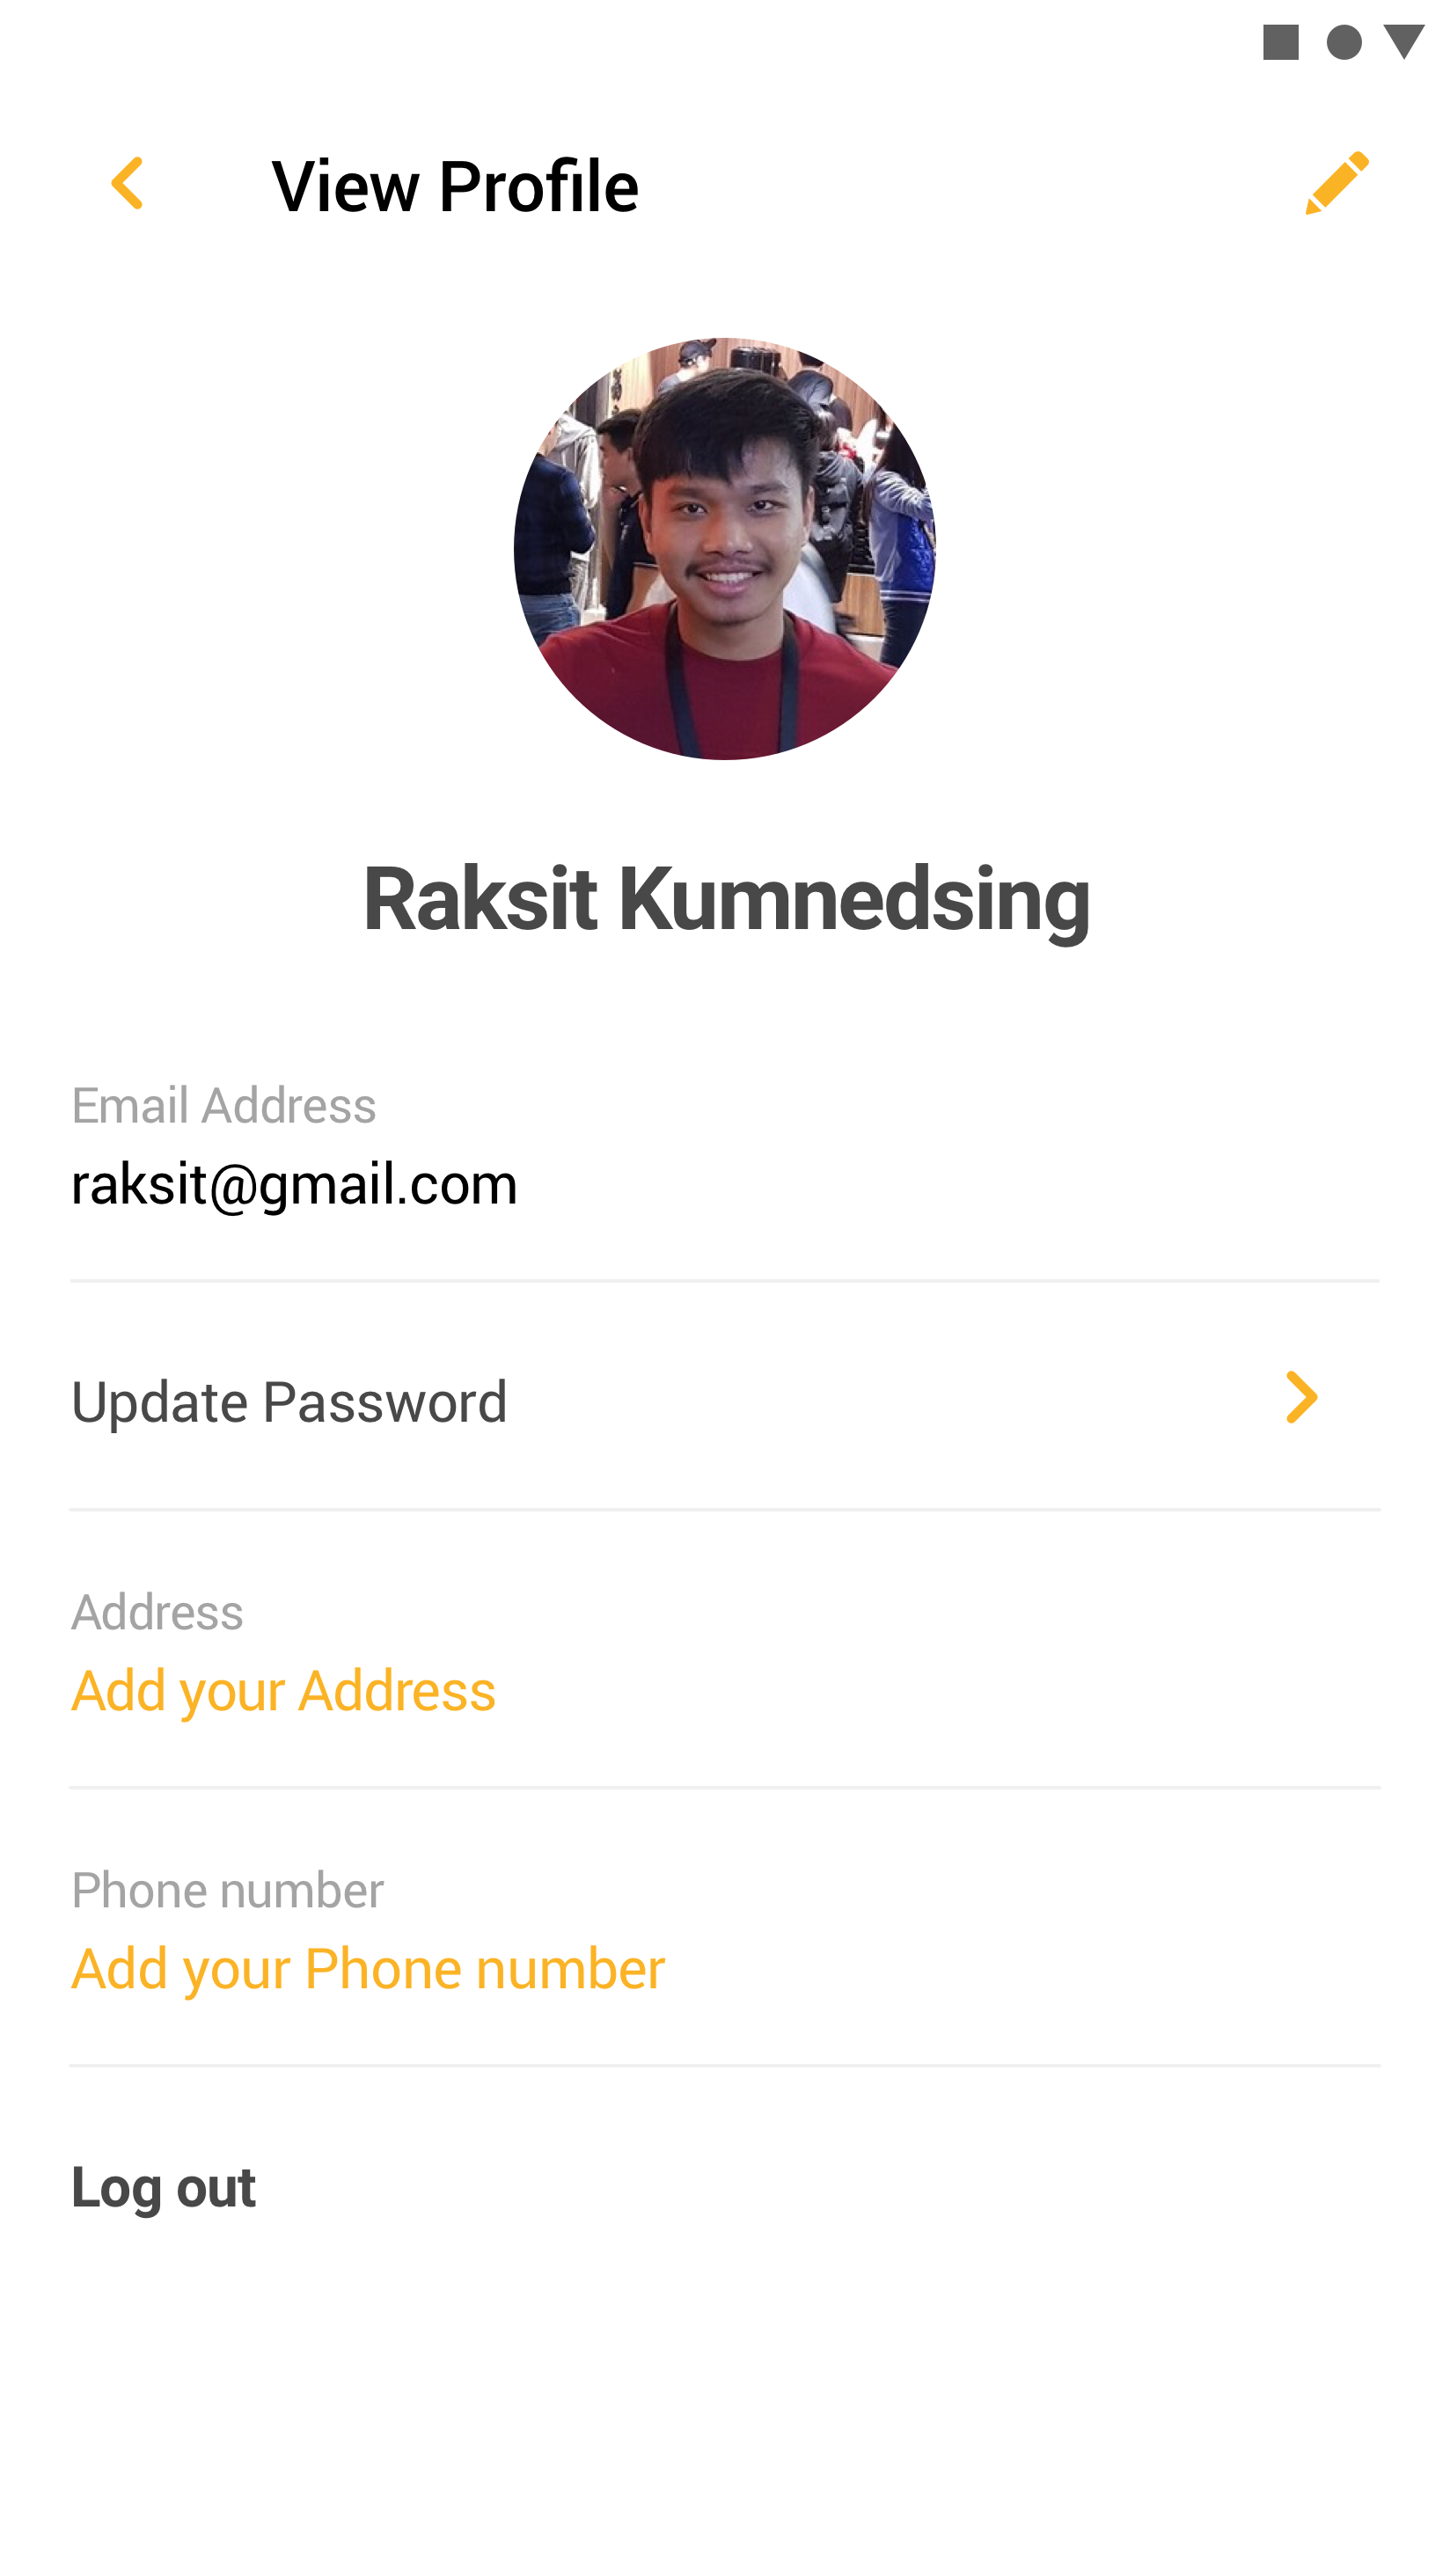 View Profile
Raksit Kumnedsing
Email Address
raksit@gmail.com
Update Password
Address
Add your Address
Phone number
Add your Phone number
Log out